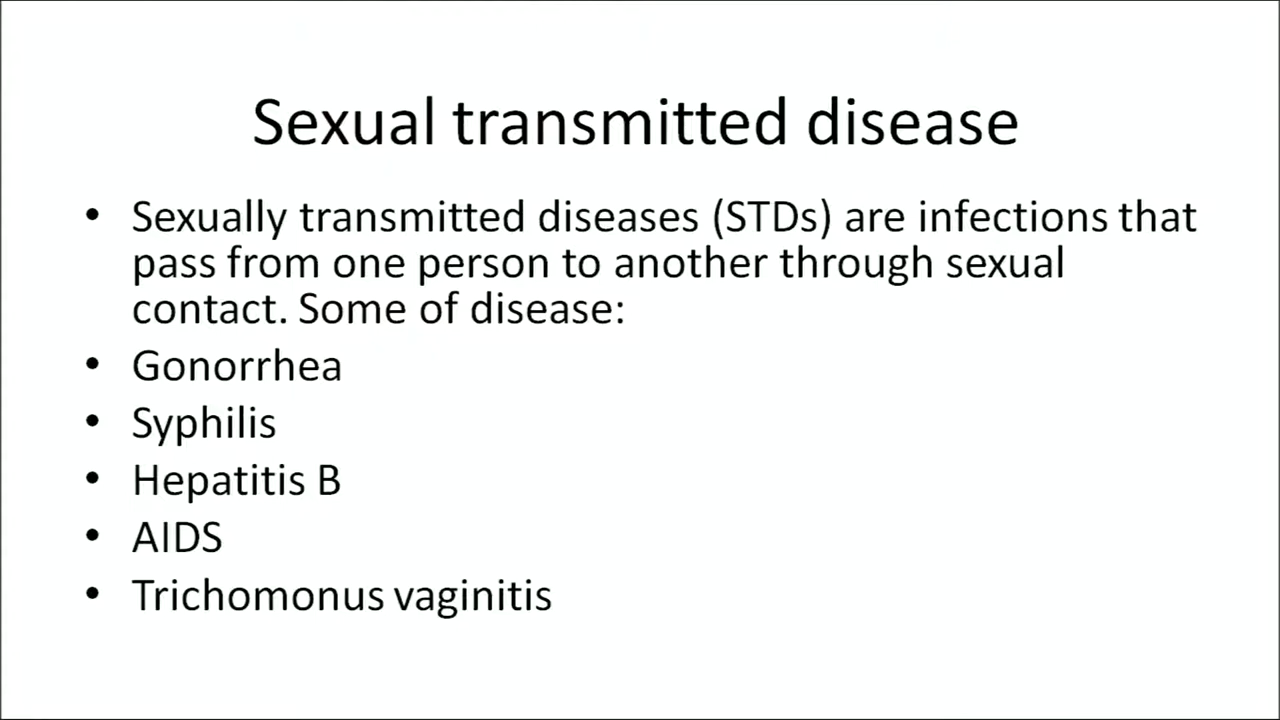 Sexual transmitted disease
• Sexually transmitted diseases (STDs) are infections that
pass from one person to another through sexual
contact. Some of disease:
• Gonorrhea
• Syphilis
• Hepatitis B
• AIDS
• Trichomonus vaginitis